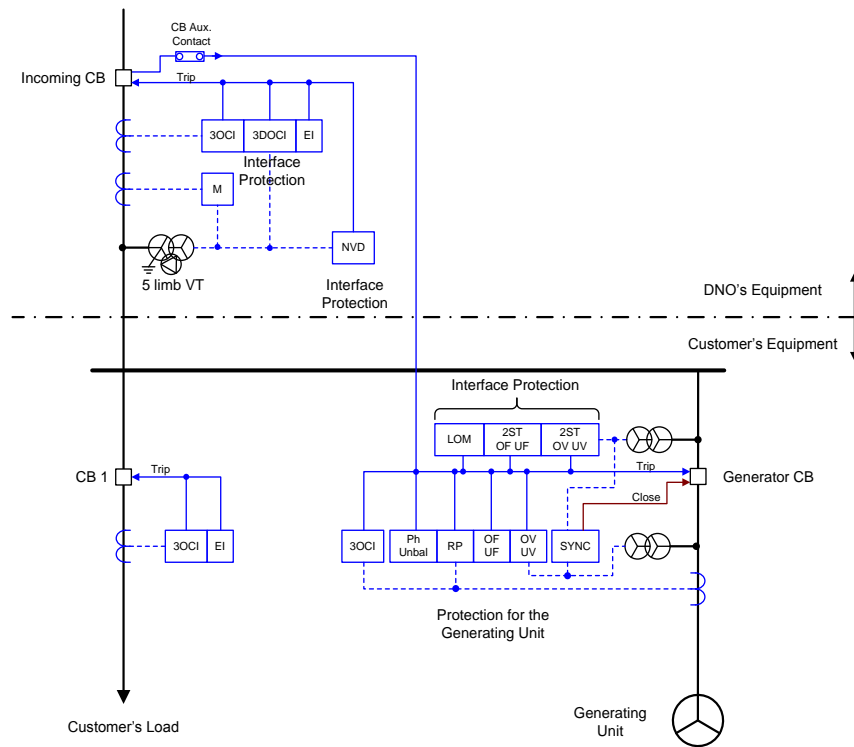 CB Aux.
Contact
Incoming CB
Trip
3OCI
3DOCI
EI
Interface
Protection
M
NVD
5 limb VT
Interface
Protection
DNO's Equipment
Customer's Equipment
Interface Protection
LOM
2ST
OF UF
2ST
OV UV
CB 1
Trip
Trip
Generator CB
Close
3OCI
EI
3OCI
Ph
Unbal
RP
OF
UF
OV
UV
SYNC
Protection for the
Generating Unit
Customer's Load
Generating
Unit